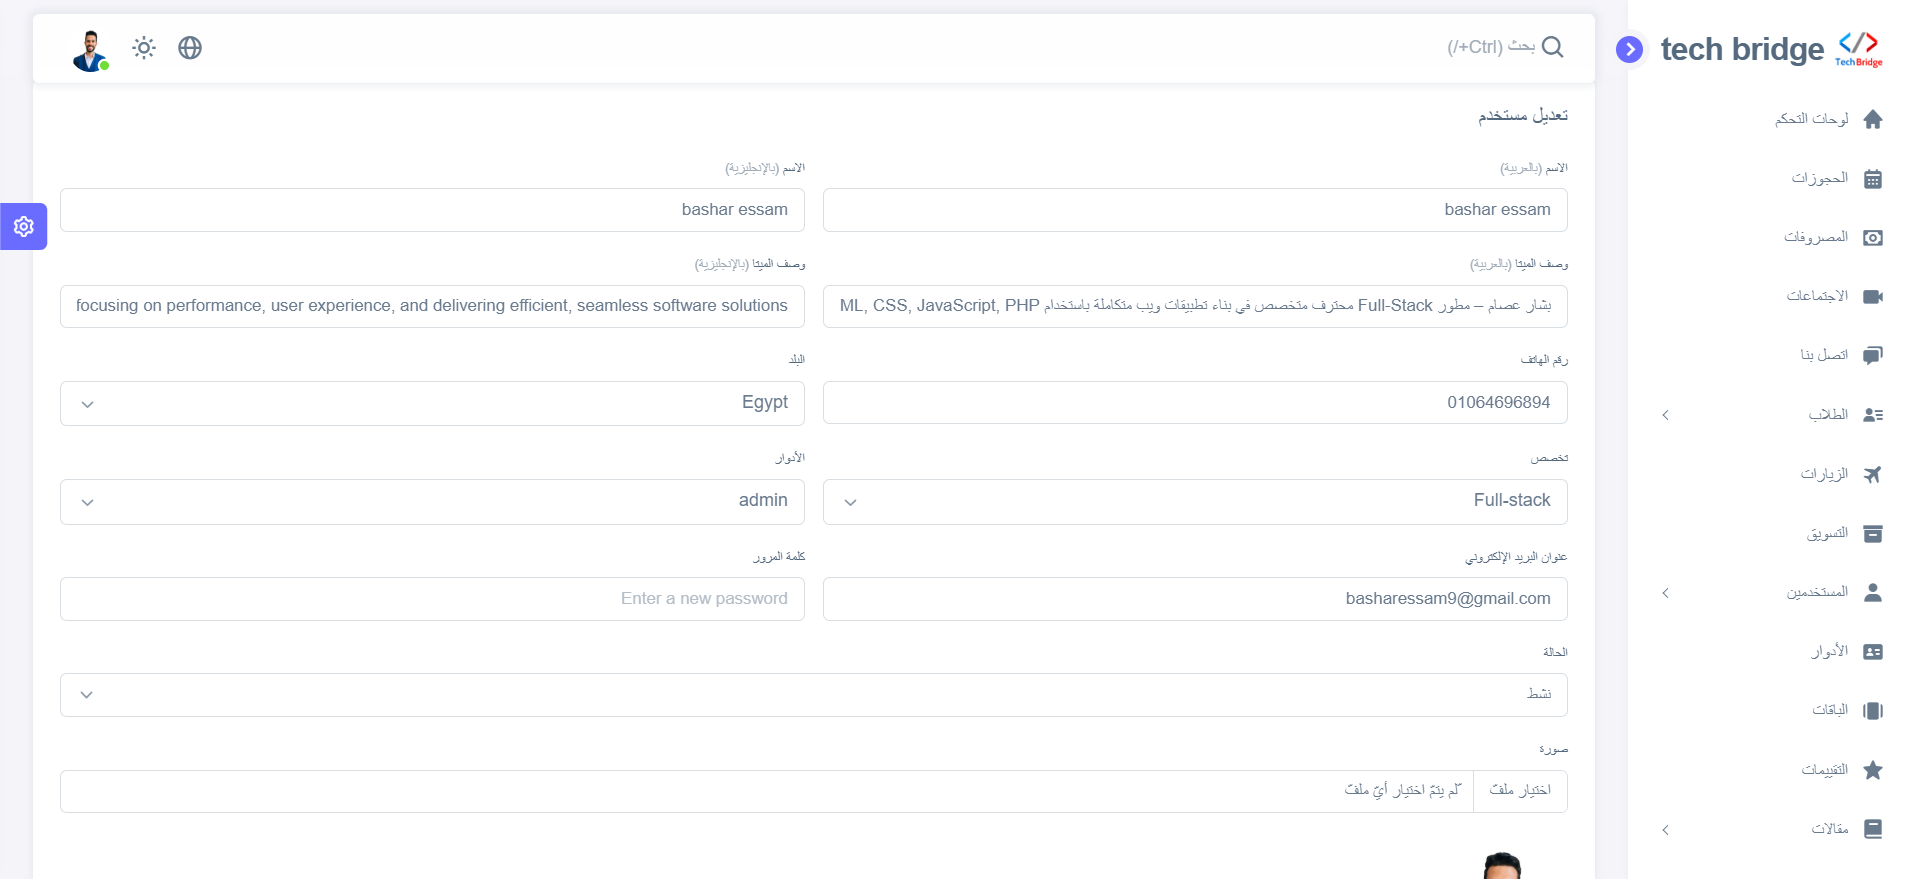 tech bridge
TechBridge
لوحات التحكم
الحجوزات
المصروفات
الاجتماعات
اتصل بنا
الطلاب
الزيارات
التسويق
المستخدمين
الأدوار
الباقات
التقييمات
مقالات
بحث (Ctrl+/)
تعديل مستخدم
الاسم (بالعربية)
bashar essam
الاسم (بالإنجليزية)
bashar essam
وصف الميتا (بالعربية)
بشار عصام – مطور Full-Stack محترف متخصص في بناء تطبيقات ويب متكاملة باستخدام ML, CSS, JavaScript, PHP
وصف الميتا (بالإنجليزية)
focusing on performance, user experience, and delivering efficient, seamless software solutions
رقم الهاتف
01064696894
البلد
Egypt
تخصص
Full-stack
الأدوار
admin
عنوان البريد الإلكتروني
basharessam9@gmail.com
كلمة المرور
Enter a new password
الحالة
نشط
صورة
اختيار ملفّ
لم يتمّ اختيار أيّ ملفّ